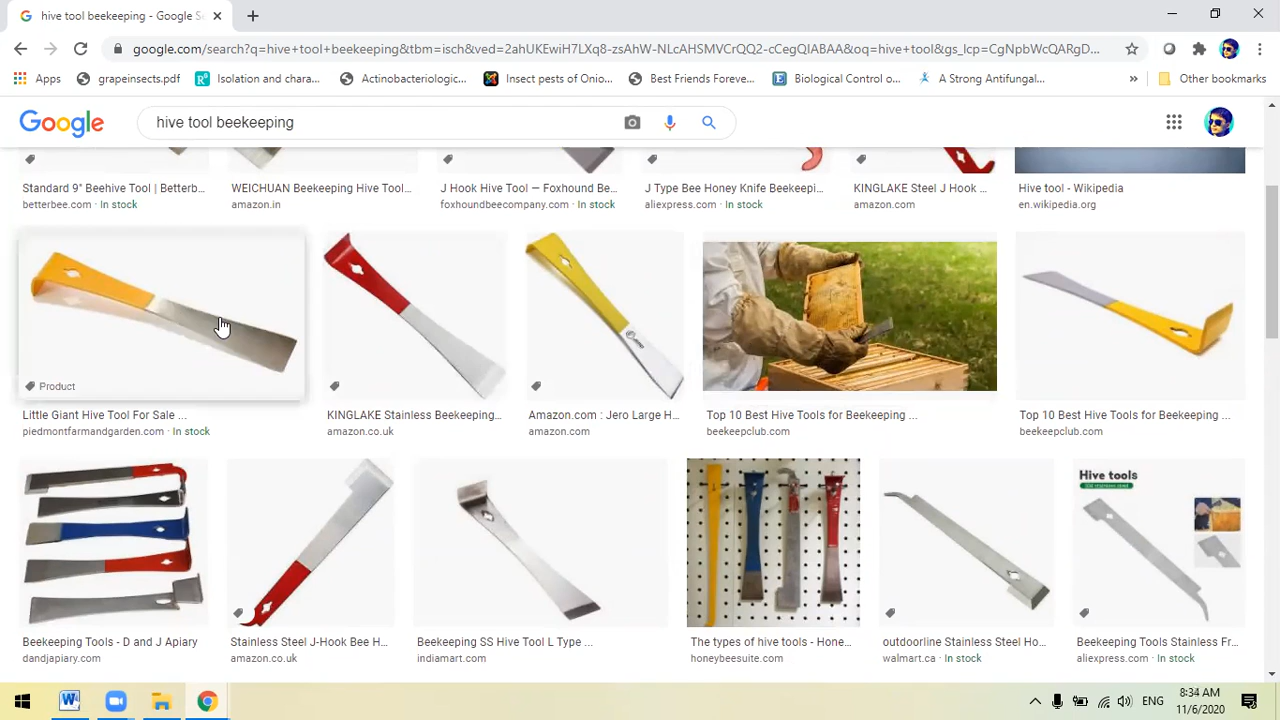 hive tool beekeeping - Google S
google.com/search?q=hive+tool+beekeeping&tbm=isch&ved=2ahUKEwiH7LXq8-zsAhW-NLcAHSMVCrQQ2-cCegQIABAA&oq=hive+tool&gs_lcp=CgNpbWcQARgD...
Apps grapeinsects.pdf Isolation and chara... Actinobacteriologic... Insect pests of Onio... Best Friends Foreve... Biological Control o... A Strong Antifungal... » Other bookmarks
Google hive tool beekeeping
Standard 9" Beehive Tool | Betterb... WEICHUAN Beekeeping Hive Tool... J Hook Hive Tool — Foxhound Be... J Type Bee Honey Knife Beekeepi... KINGLAKE Steel J Hook ... Hive tool - Wikipedia
betterbee.com · In stock amazon.in foxhoundbeecompany.com · In stock aliexpress.com · In stock amazon.com en.wikipedia.org
Product
Little Giant Hive Tool For Sale ... KINGLAKE Stainless Beekeeping... Amazon.com : Jero Large H... Top 10 Best Hive Tools for Beekeeping ... Top 10 Best Hive Tools for Beekeeping ...
piedmontfarmandgarden.com · In stock amazon.co.uk amazon.com beekeepclub.com beekeepclub.com
Hive tools
Beekeeping Tools - D and J Apiary Stainless Steel J-Hook Bee H... Beekeeping SS Hive Tool L Type ... The types of hive tools - Hone... outdoorline Stainless Steel Ho... Beekeeping Tools Stainless Fr...
dandjapiary.com amazon.co.uk indiamart.com honeybeesuite.com walmart.ca · In stock aliexpress.com · In stock
ENG
8:34 AM
11/6/2020